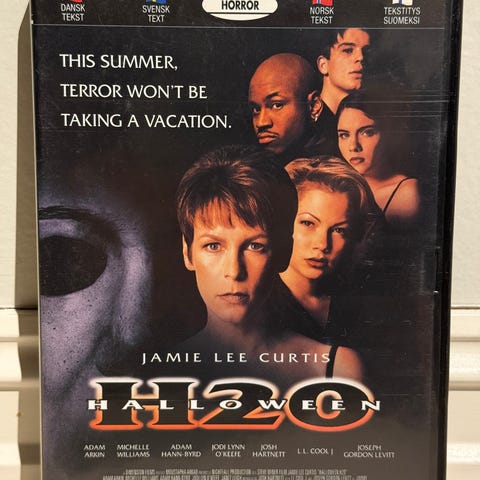 DANSK
TEKST
SVENSK
TEXT
HORROR
NORSK
TEKST
TEKSTITYS
SUOMEKSI
THIS SUMMER,
TERROR WON'T BE
TAKING A VACATION.
JAMIE LEE CURTIS
H20
HALLOWEEN
ADAM
ARKIN
MICHELLE
WILLIAMS
ADAM
HANN-BYRD
JODI LYNN
O'KEEFE
JOSH
HARTNETT
L.L. COOL J
JOSEPH
GORDON LEVITT